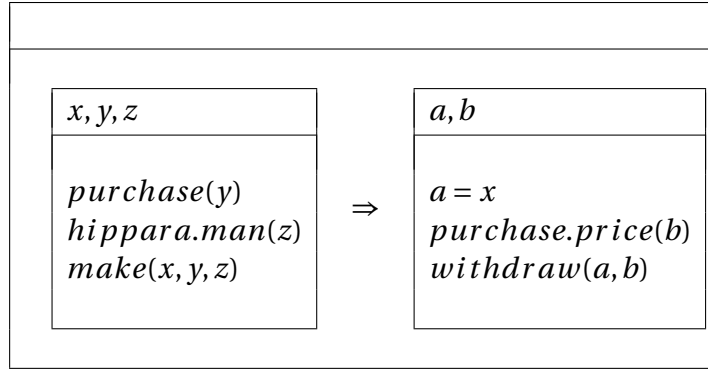 x, y, z
purchase(y)
hippara.man(z)
make(x, y, z)
⇒
a, b
a = x
purchase.price(b)
withdraw(a, b)